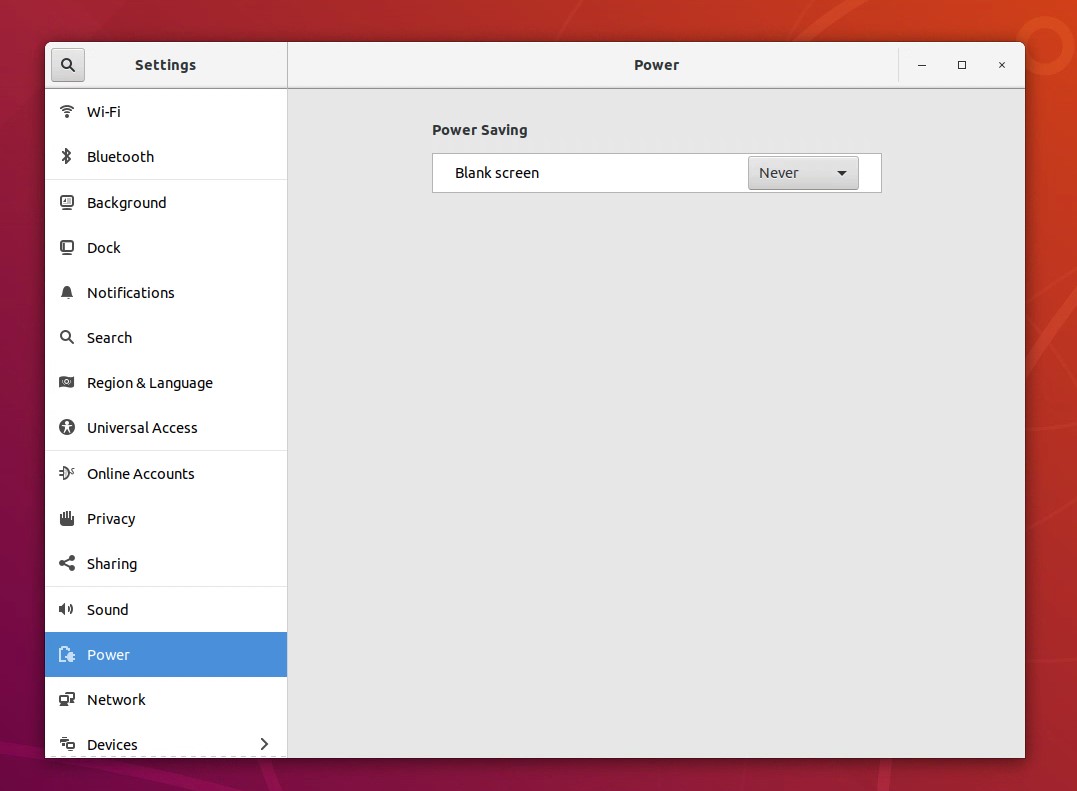 Settings
Power
Wi-Fi
Bluetooth
Background
Dock
Notifications
Search
Region & Language
Universal Access
Online Accounts
Privacy
Sharing
Sound
Power
Network
Devices
Power Saving
Blank screen Never